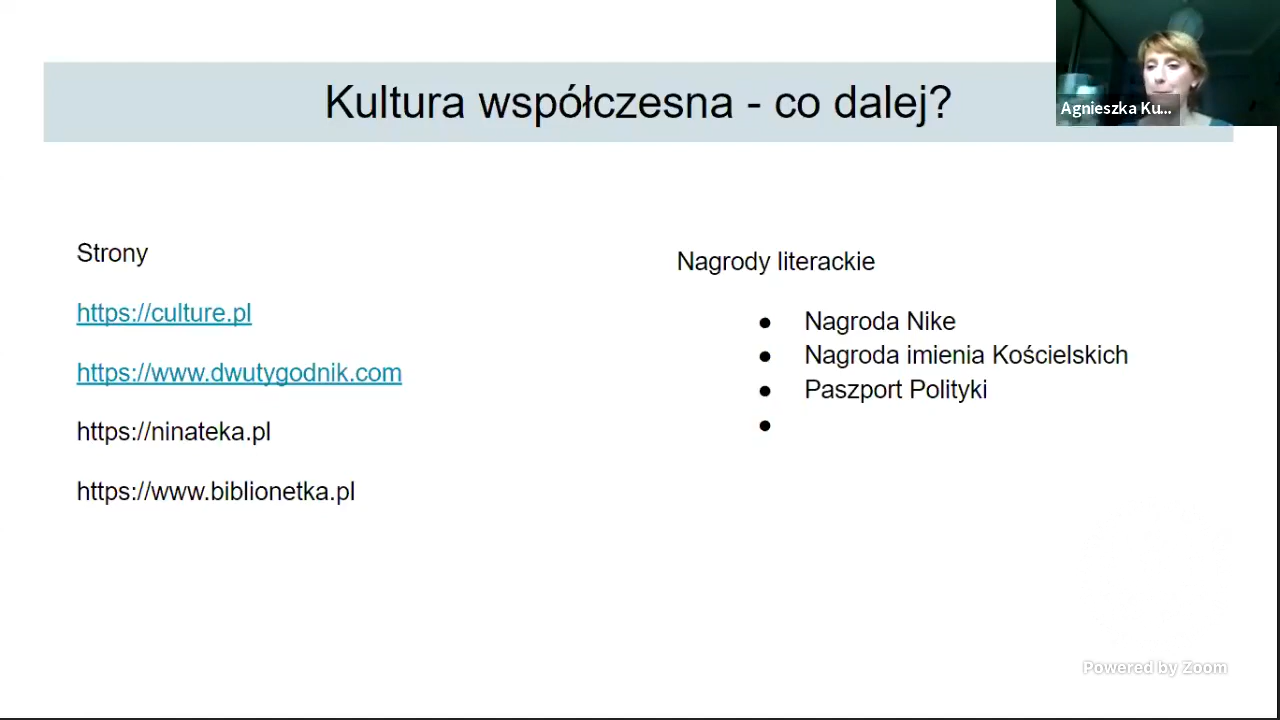 Kultura współczesna - co dalej?
Agnieszka Ku...
Strony
https://culture.pl
https://www.dwutygodnik.com
https://ninateka.pl
https://www.biblionetka.pl
Nagrody literackie
● Nagroda Nike
● Nagroda imienia Kościelskich
● Paszport Polityki
●
Powered by Zoom